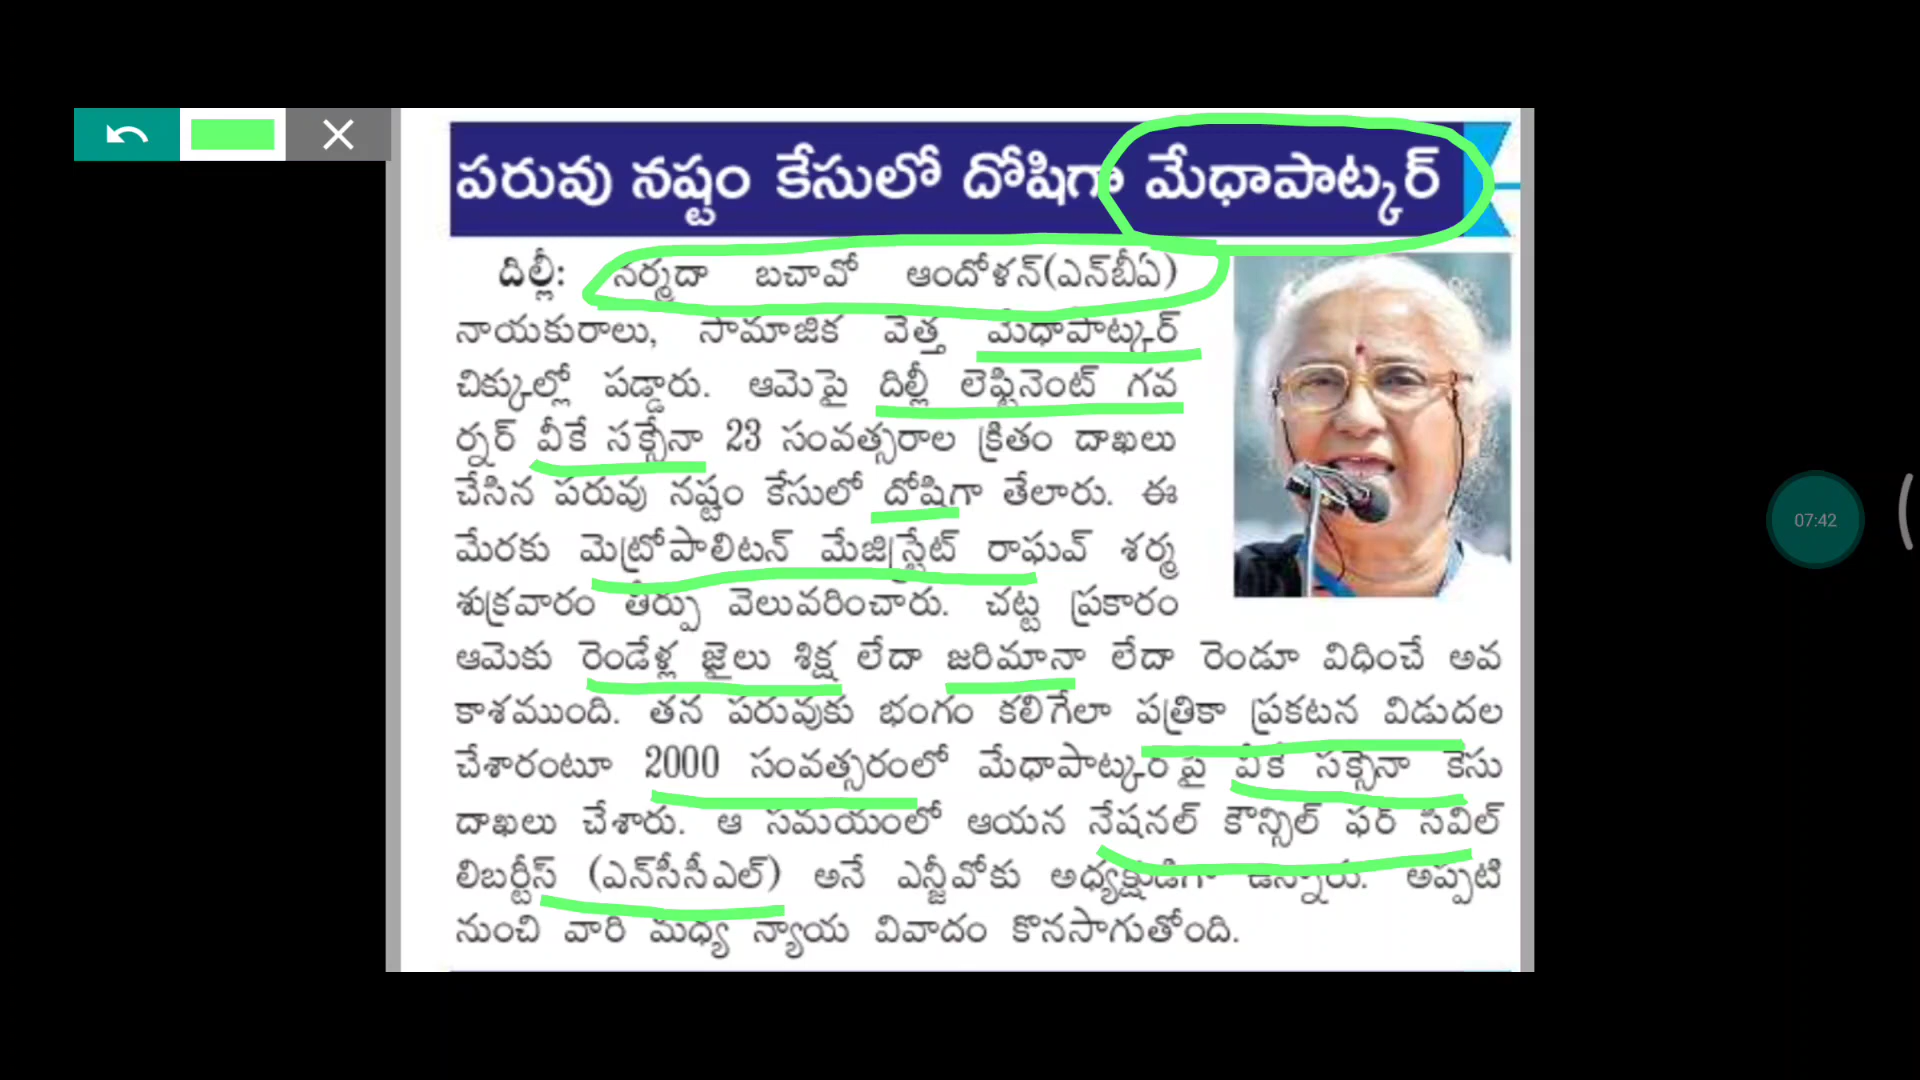 పరువు నష్టం కేసులో దోషిగా మేధాపాట్కర్
దిల్లీ: నర్మదా బచావో ఆందోళన్(ఎన్‌బీఏ)
నాయకురాలు, సామాజిక వేత్త మేధాపాట్కర్
చిక్కుల్లో పడ్డారు. ఆమెపై దిల్లీ లెఫ్టినెంట్ గవ
ర్నర్ వీకే సక్సేనా 23 సంవత్సరాల క్రితం దాఖలు
చేసిన పరువు నష్టం కేసులో దోషిగా తేలారు. ఈ
మేరకు మెట్రోపాలిటన్ మేజిస్ట్రేట్ రాఘవ్ శర్మ
శుక్రవారం తీర్పు వెలువరించారు. చట్ట ప్రకారం
ఆమెకు రెండేళ్ల జైలు శిక్ష లేదా జరిమానా లేదా రెండూ విధించే అవ
కాశముంది. తన పరువుకు భంగం కలిగేలా పత్రికా ప్రకటన విడుదల
చేశారంటూ 2000 సంవత్సరంలో మేధాపాట్కర్‌పై వీకే సక్సేనా కేసు
దాఖలు చేశారు. ఆ సమయంలో ఆయన నేషనల్ కౌన్సిల్ ఫర్ సివిల్
లిబర్టీస్ (ఎన్‌సీసీఎల్) అనే ఎన్జీవోకు అధ్యక్షుడిగా ఉన్నారు. అప్పటి
నుంచి వారి మధ్య న్యాయ వివాదం కొనసాగుతోంది.
07:42